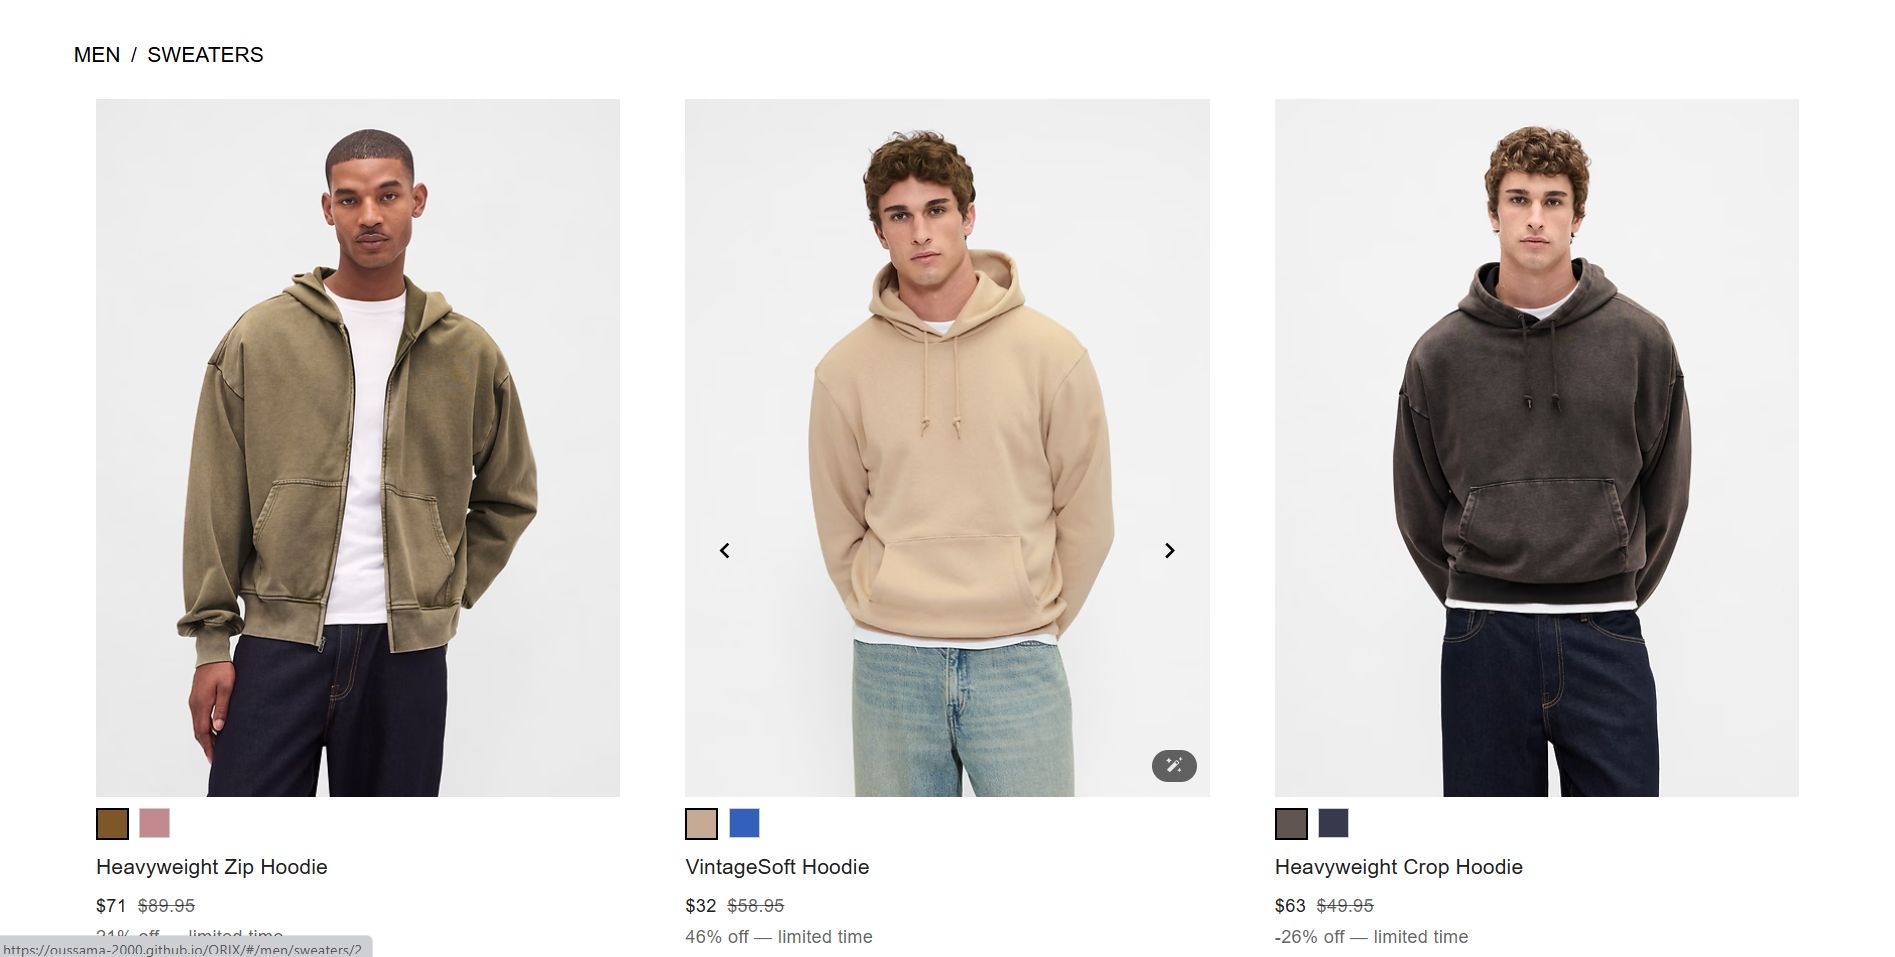 MEN / SWEATERS
Heavyweight Zip Hoodie
$71 $89.95
21% off — limited time
VintageSoft Hoodie
$32 $58.95
46% off — limited time
Heavyweight Crop Hoodie
$63 $49.95
-26% off — limited time
https://oussama-2000.github.io/ORIX/#/men/sweaters/2